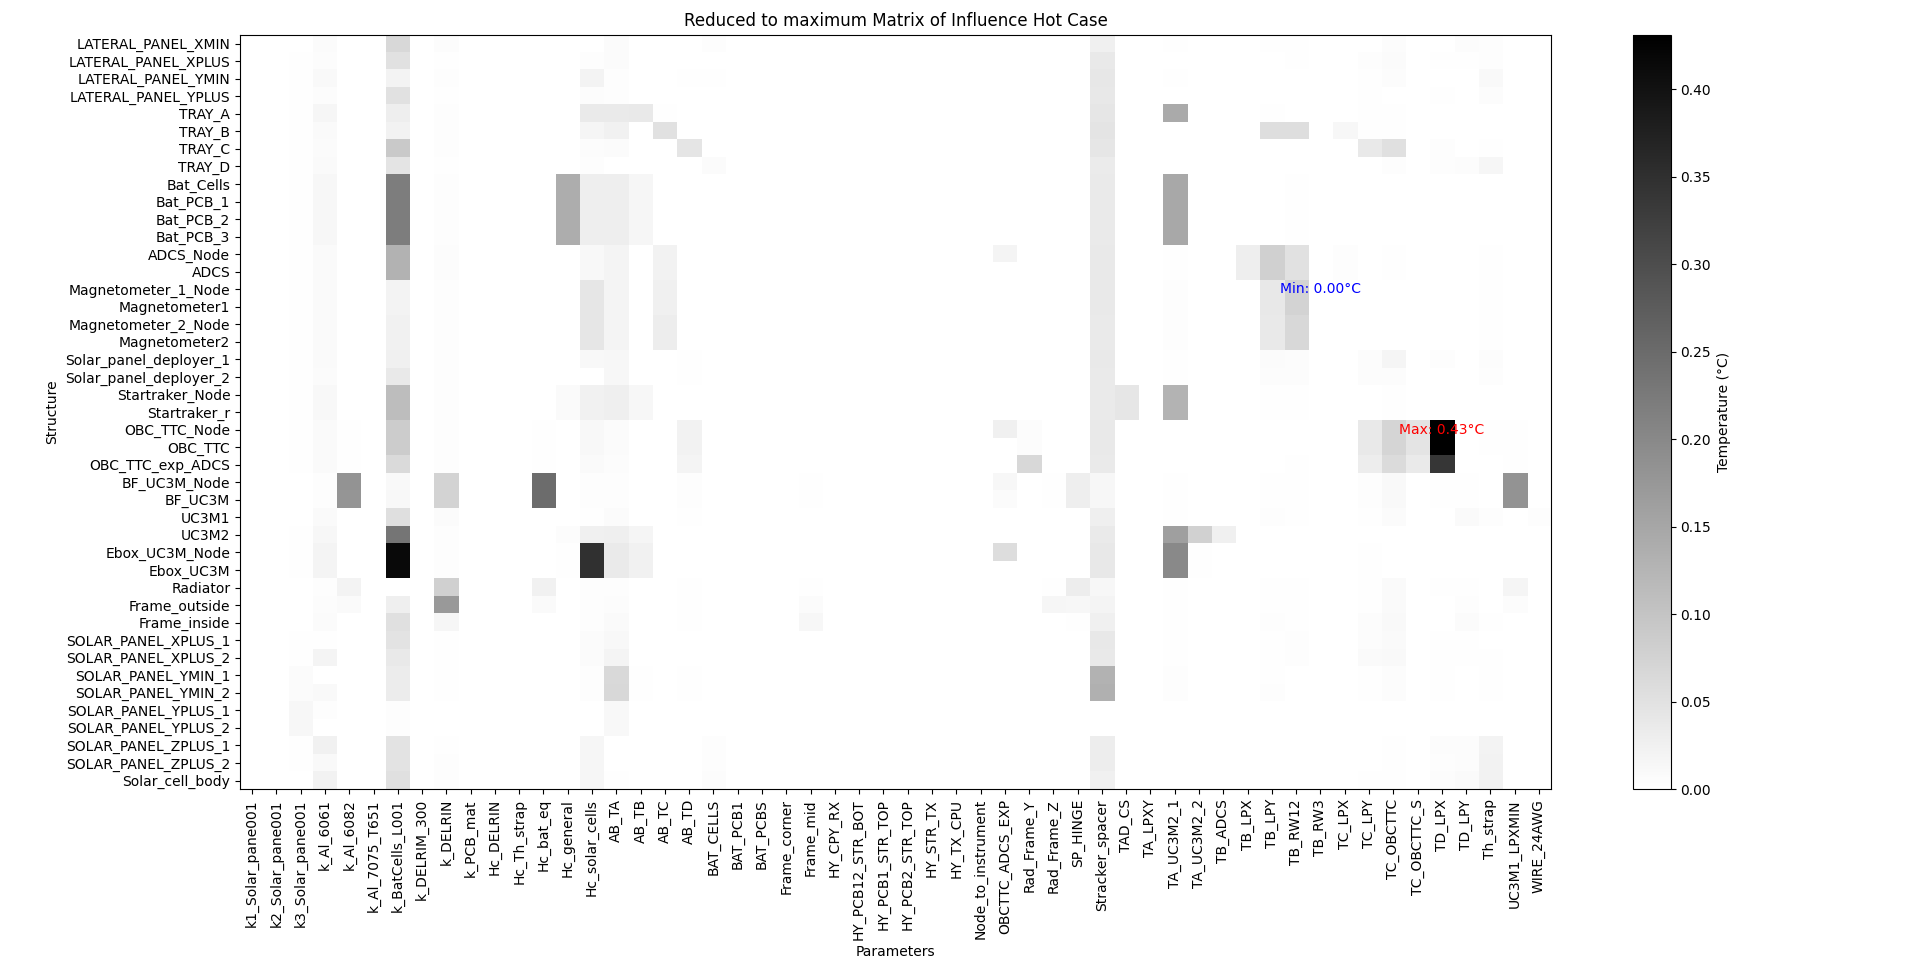 Reduced to maximum Matrix of Influence Hot Case
Structure
LATERAL_PANEL_XMIN
LATERAL_PANEL_XPLUS
LATERAL_PANEL_YMIN
LATERAL_PANEL_YPLUS
TRAY_A
TRAY_B
TRAY_C
TRAY_D
Bat_Cells
Bat_PCB_1
Bat_PCB_2
Bat_PCB_3
ADCS_Node
ADCS
Magnetometer_1_Node
Magnetometer1
Magnetometer_2_Node
Magnetometer2
Solar_panel_deployer_1
Solar_panel_deployer_2
Startraker_Node
Startraker_r
OBC_TTC_Node
OBC_TTC
OBC_TTC_exp_ADCS
BF_UC3M_Node
BF_UC3M
UC3M1
UC3M2
Ebox_UC3M_Node
Ebox_UC3M
Radiator
Frame_outside
Frame_inside
SOLAR_PANEL_XPLUS_1
SOLAR_PANEL_XPLUS_2
SOLAR_PANEL_YMIN_1
SOLAR_PANEL_YMIN_2
SOLAR_PANEL_YPLUS_1
SOLAR_PANEL_YPLUS_2
SOLAR_PANEL_ZPLUS_1
SOLAR_PANEL_ZPLUS_2
Solar_cell_body
Min: 0.00°C
Max: 0.43°C
k1_Solar_pane001
k2_Solar_pane001
k3_Solar_pane001
k_Al_6061
k_Al_6082
k_Al_7075_T651
k_BatCells_L001
k_DELRIM_300
k_DELRIN
k_PCB_mat
Hc_DELRIN
Hc_Th_strap
Hc_bat_eq
Hc_general
Hc_solar_cells
AB_TA
AB_TB
AB_TC
AB_TD
BAT_CELLS
BAT_PCB1
BAT_PCBS
Frame_corner
Frame_mid
HY_CPY_RX
HY_PCB12_STR_BOT
HY_PCB1_STR_TOP
HY_PCB2_STR_TOP
HY_STR_TX
HY_TX_CPU
Node_to_instrument
OBCTTC_ADCS_EXP
Rad_Frame_Y
Rad_Frame_Z
SP_HINGE
Stracker_spacer
TAD_CS
TA_LPXY
TA_UC3M2_1
TA_UC3M2_2
TB_ADCS
TB_LPX
TB_LPY
TB_RW12
TB_RW3
TC_LPX
TC_LPY
TC_OBCTTC
TC_OBCTTC_S
TD_LPX
TD_LPY
Th_strap
UC3M1_LPXMIN
WIRE_24AWG
Parameters
0.40
0.35
0.30
0.25
0.20
0.15
0.10
0.05
0.00
Temperature (°C)